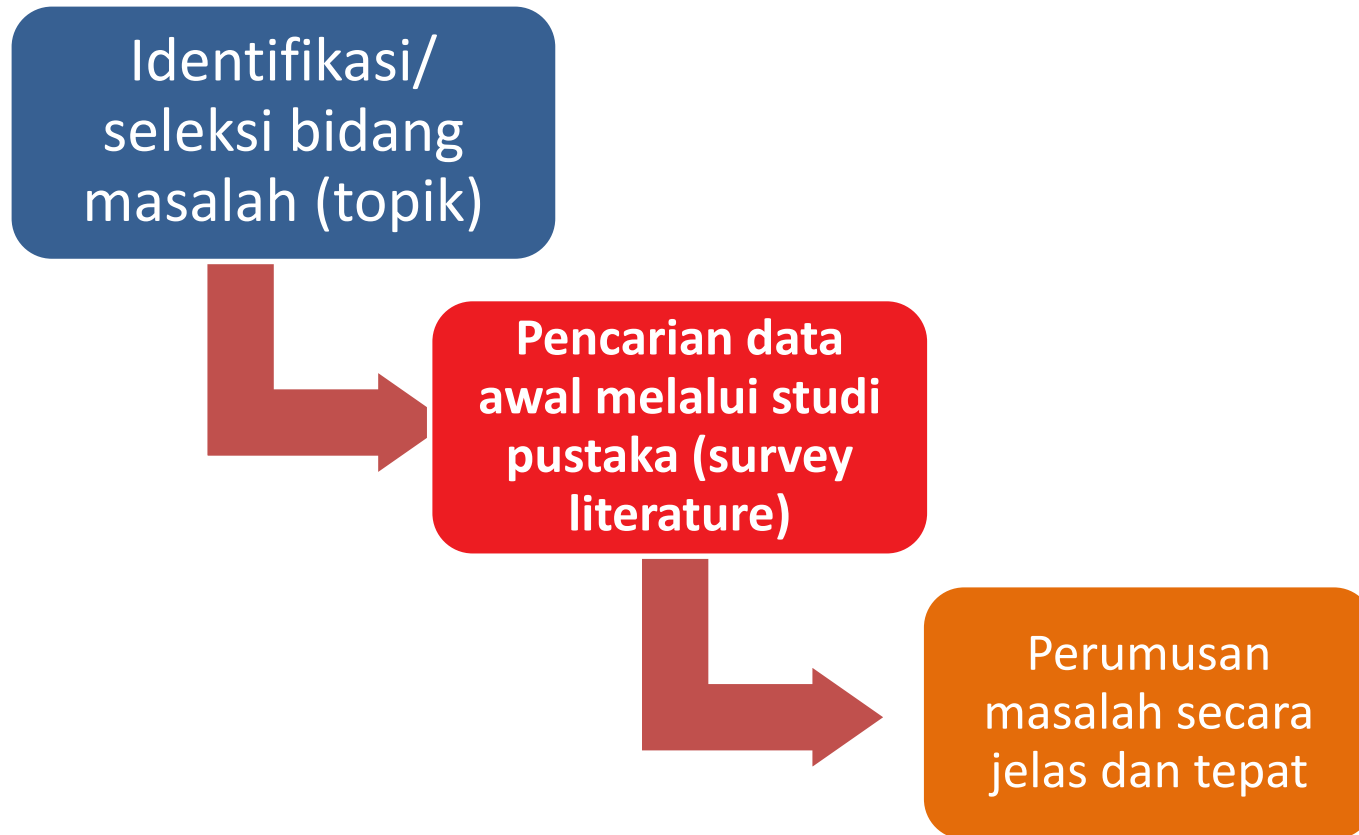 Identifikasi/
seleksi bidang
masalah (topik)
Pencarian data
awal melalui studi
pustaka (survey
literature)
Perumusan
masalah secara
jelas dan tepat